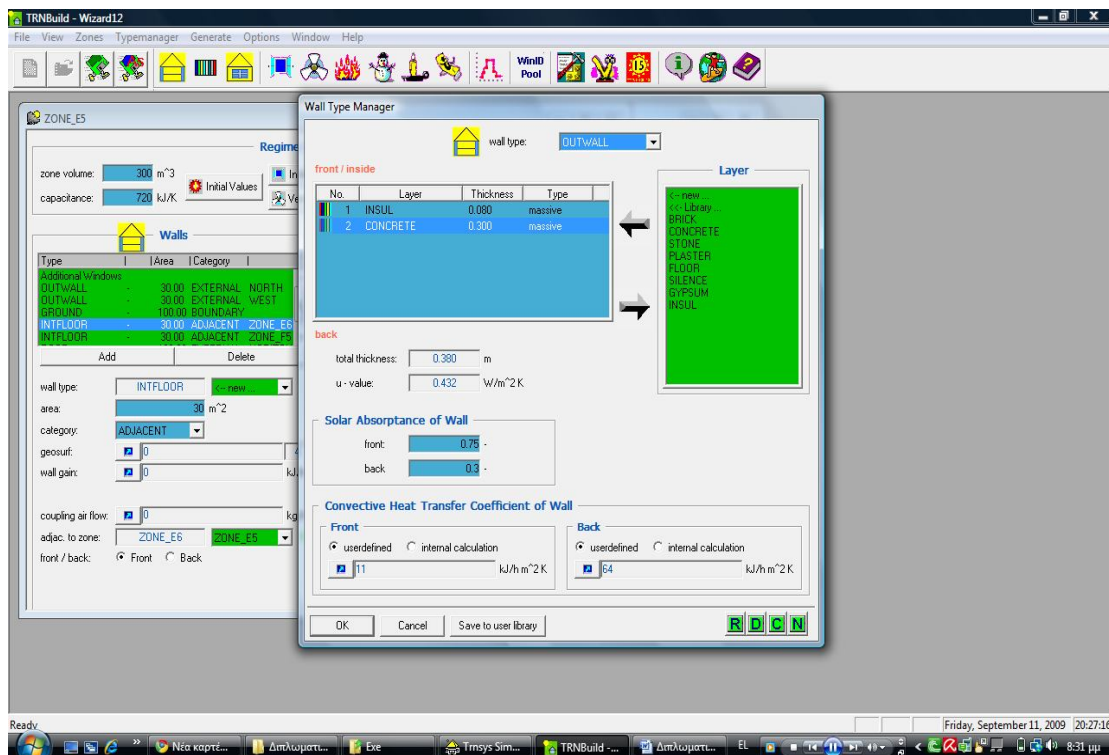 TRNBuild - Wizard12
File View Zones Typemanager Generate Options Window Help
WinID Pool
15
ZONE_E5
Regime
zone volume: 300 m^3 Initial Values
capacitance: 720 kJ/K
Walls
Type Area Category
Additional Windows
OUTWALL - 30.00 EXTERNAL NORTH
OUTWALL - 30.00 EXTERNAL WEST
GROUND - 100.00 BOUNDARY
INTFLOOR - 30.00 ADJACENT ZONE_E6
INTFLOOR - 30.00 ADJACENT ZONE_F5
Add Delete
wall type: INTFLOOR <-- new ...
area: 30 m^2
category: ADJACENT
geosurf: 0
wall gain: 0 kJ
coupling air flow: 0 kg
adjac. to zone: ZONE_E6 ZONE_E5
front / back: Front Back
Wall Type Manager
wall type: OUTWALL
front / inside
No. Layer Thickness Type
1 INSUL 0.080 massive
2 CONCRETE 0.300 massive
back
total thickness: 0.380 m
u - value: 0.432 W/m^2 K
Layer
<-- new ...
<<- Library ...
BRICK
CONCRETE
STONE
PLASTER
FLOOR
SILENCE
GYPSUM
INSUL
Solar Absorptance of Wall
front: 0.75 -
back 0.3 -
Convective Heat Transfer Coefficient of Wall
Front
userdefined internal calculation
11 kJ/h m^2 K
Back
userdefined internal calculation
64 kJ/h m^2 K
OK Cancel Save to user library R D C N
Ready Friday, September 11, 2009 20:27:16
Νέα καρτέ... Διπλωματι... Exe Trnsys Sim... TRNBuild - ... Διπλωματι... EL 8:31 μμ